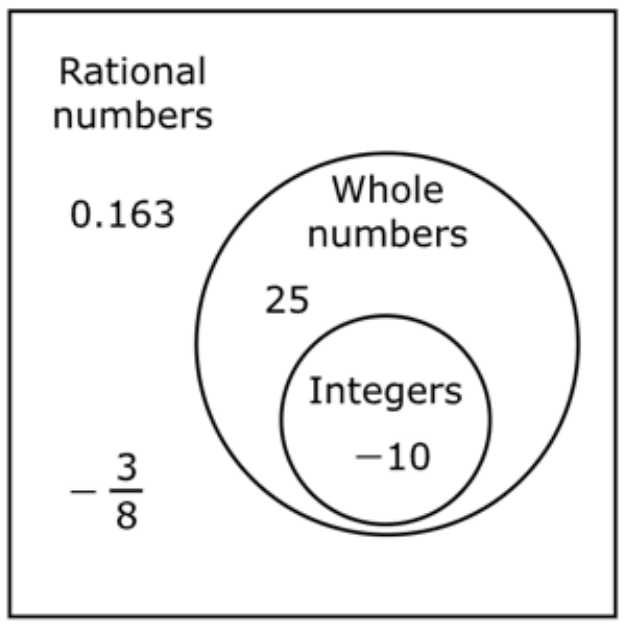 Rational
numbers
0.163
Whole
numbers
25
Integers
−10
− 3/8